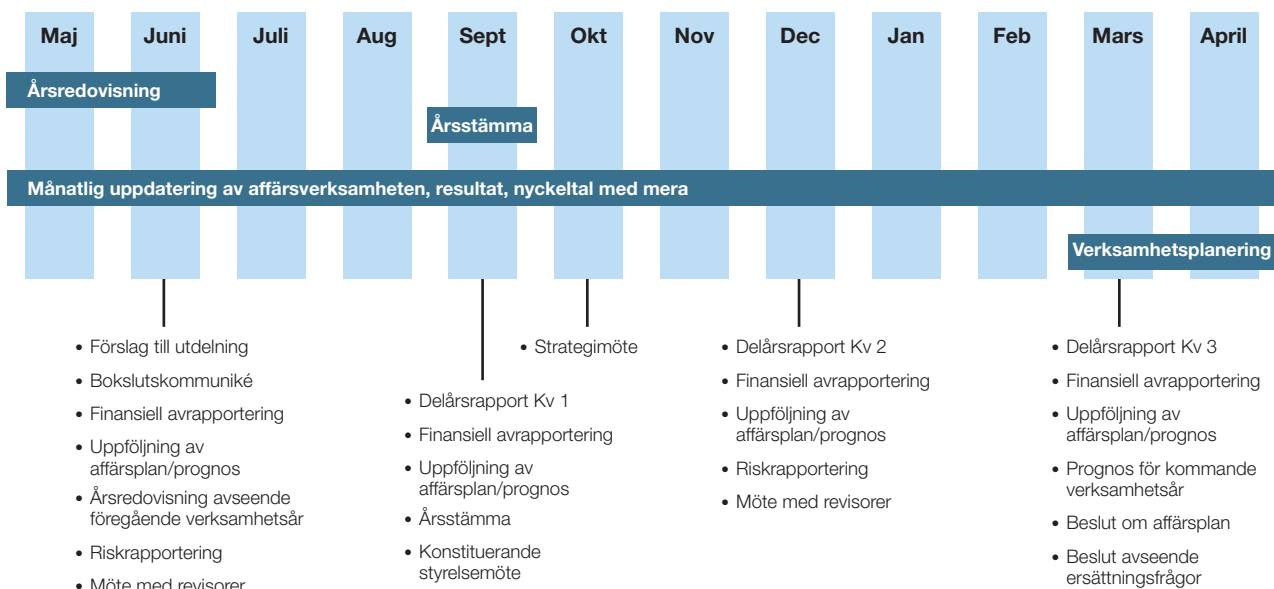 Maj Juni Juli Aug Sept Okt Nov Dec Jan Feb Mars April
Årsredovisning
Årsstämma
Månatlig uppdatering av affärsverksamheten, resultat, nyckeltal med mera
Verksamhetsplanering
• Förslag till utdelning
• Bokslutskommuniké
• Finansiell avrapportering
• Uppföljning av
affärsplan/prognos
• Årsredovisning avseende
föregående verksamhetsår
• Riskrapportering
• Möte med revisorer
• Delårsrapport Kv 1
• Finansiell avrapportering
• Uppföljning av
affärsplan/prognos
• Årsstämma
• Konstituerande
styrelsemöte
• Strategimöte
• Delårsrapport Kv 2
• Finansiell avrapportering
• Uppföljning av
affärsplan/prognos
• Riskrapportering
• Möte med revisorer
• Delårsrapport Kv 3
• Finansiell avrapportering
• Uppföljning av
affärsplan/prognos
• Prognos för kommande
verksamhetsår
• Beslut om affärsplan
• Beslut avseende
ersättningsfrågor